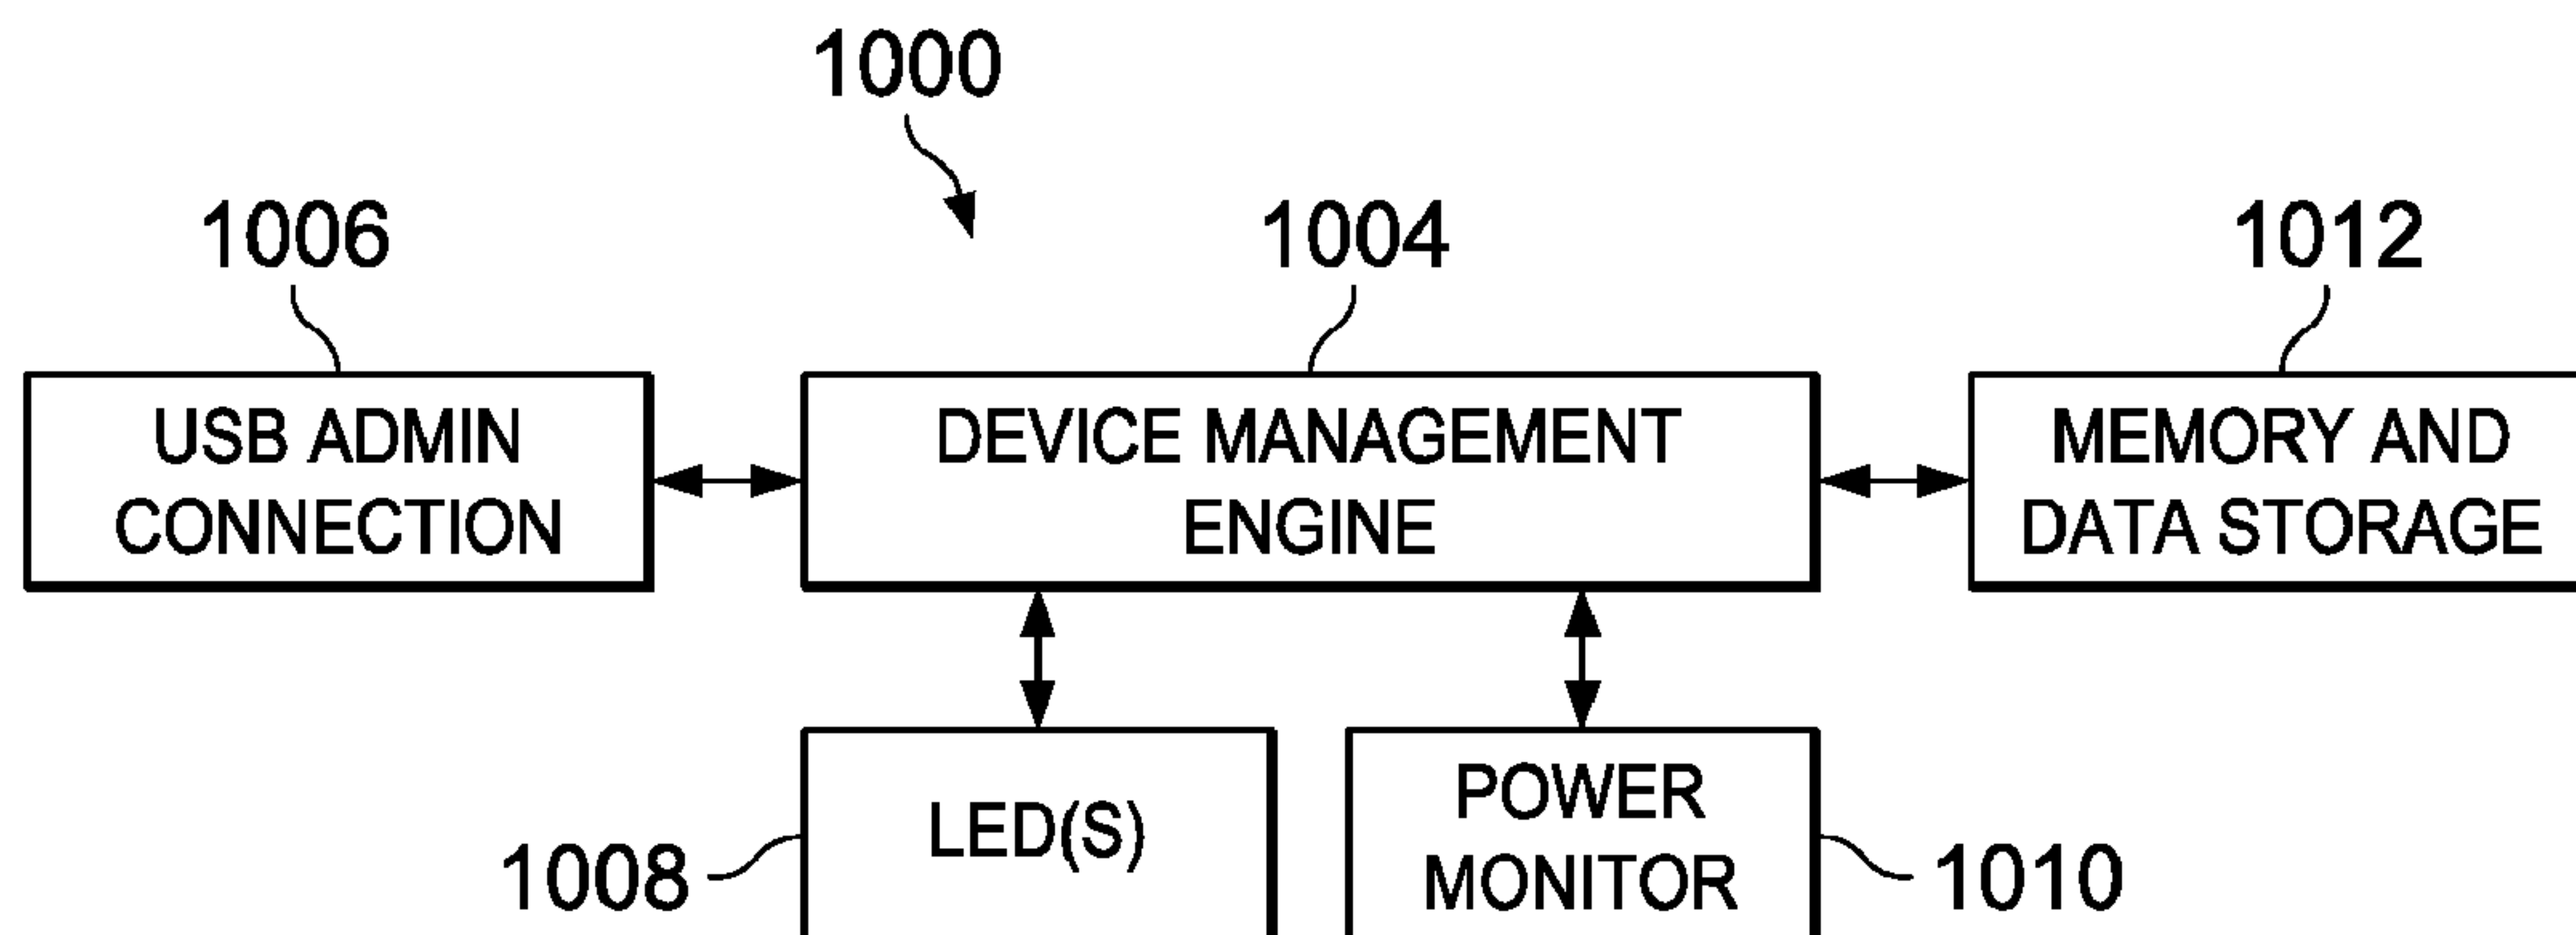 1000
1006
1004
1012
USB ADMIN
CONNECTION
DEVICE MANAGEMENT
ENGINE
MEMORY AND
DATA STORAGE
LED(S)
POWER
MONITOR
1008
1010